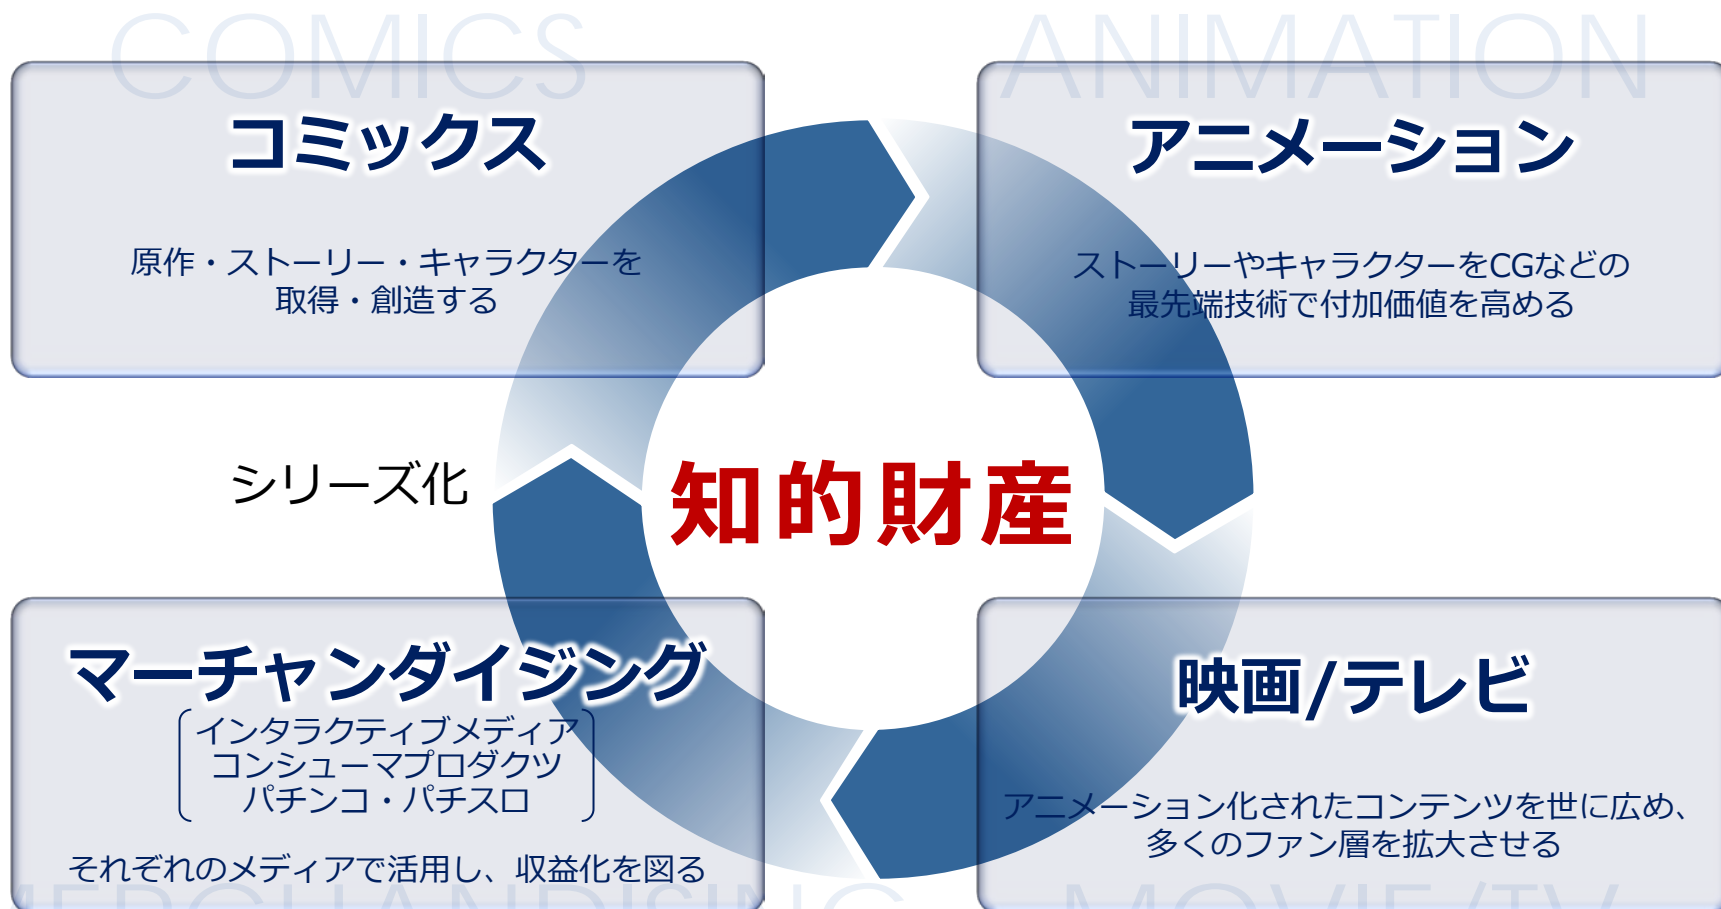 COMICS
コミックス
原作・ストーリー・キャラクターを
取得・創造する
ANIMATION
アニメーション
ストーリーやキャラクターをCGなどの
最先端技術で付加価値を高める
シリーズ化
知的財産
マーチャンダイジング
インタラクティブメディア
コンシューマプロダクツ
パチンコ・パチスロ
それぞれのメディアで活用し、収益化を図る
MERCHANDISING
映画/テレビ
アニメーション化されたコンテンツを世に広め、
多くのファン層を拡大させる
MOVIE/TV